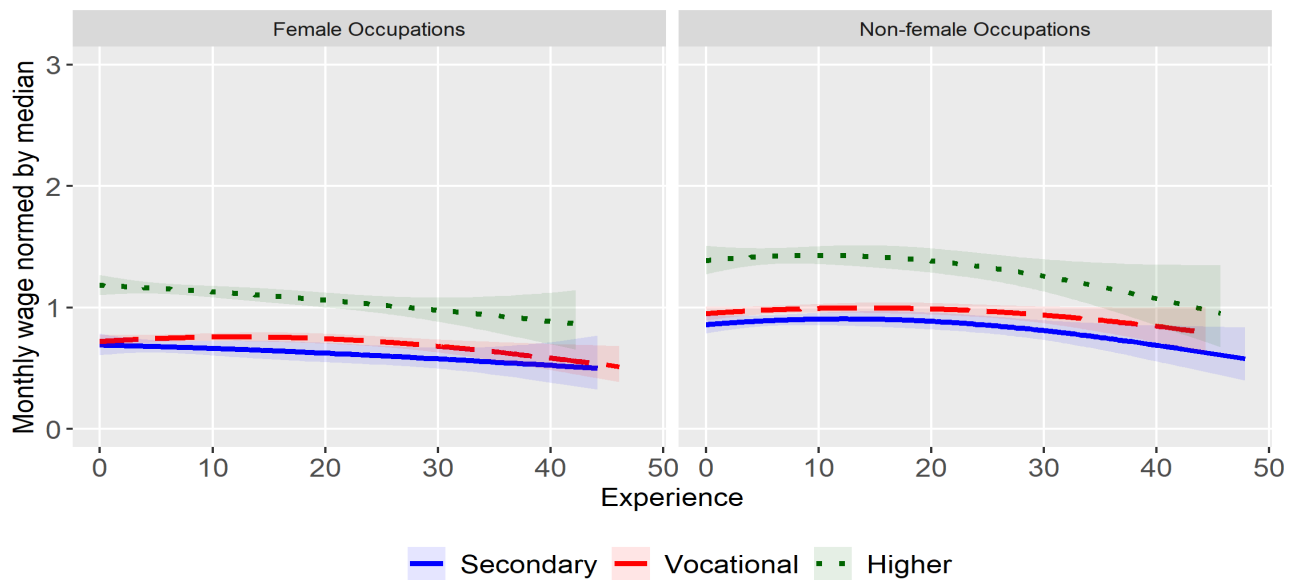 Female Occupations
Non-female Occupations
Monthly wage normed by median
3
2
1
0
0 10 20 30 40 50 0 10 20 30 40 50
Experience
Secondary Vocational Higher